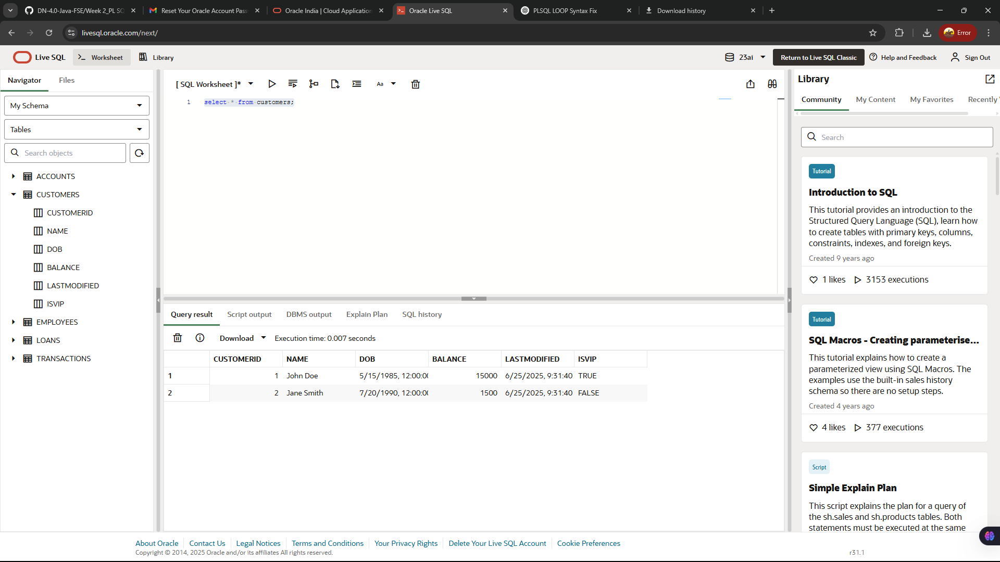 DN-4.0-Java-FSE/Week 2_PL SQ
Reset Your Oracle Account Pass
Oracle India | Cloud Application
Oracle Live SQL
PLSQL LOOP Syntax Fix
Download history
livesql.oracle.com/next/
Error
Live SQL
Worksheet
Library
23ai
Return to Live SQL Classic
Help and Feedback
Sign Out
Navigator
Files
My Schema
Tables
Search objects
ACCOUNTS
CUSTOMERS
CUSTOMERID
NAME
DOB
BALANCE
LASTMODIFIED
ISVIP
EMPLOYEES
LOANS
TRANSACTIONS
[ SQL Worksheet ]*
Aa
1 select * from customers;
Query result
Script output
DBMS output
Explain Plan
SQL history
Download
Execution time: 0.007 seconds
CUSTOMERID NAME DOB BALANCE LASTMODIFIED ISVIP
1 1 John Doe 5/15/1985, 12:00:00 15000 6/25/2025, 9:31:40 TRUE
2 2 Jane Smith 7/20/1990, 12:00:00 1500 6/25/2025, 9:31:40 FALSE
Library
Community
My Content
My Favorites
Recently
Search
Tutorial
Introduction to SQL
This tutorial provides an introduction to the
Structured Query Language (SQL), learn how
to create tables with primary keys, columns,
constraints, indexes, and foreign keys.
Created 9 years ago
1 likes
3153 executions
Tutorial
SQL Macros - Creating parameterise...
This tutorial explains how to create a
parameterized view using SQL Macros. The
examples use the built-in sales history
schema so there are no setup steps.
Created 4 years ago
4 likes
377 executions
Script
Simple Explain Plan
This script explains the plan for a query of
the sh.sales and sh.products tables. Both
statements must be executed at the same
About Oracle
Contact Us
Legal Notices
Terms and Conditions
Your Privacy Rights
Delete Your Live SQL Account
Cookie Preferences
Copyright © 2014, 2025 Oracle and/or its affiliates All rights reserved.
r31.1